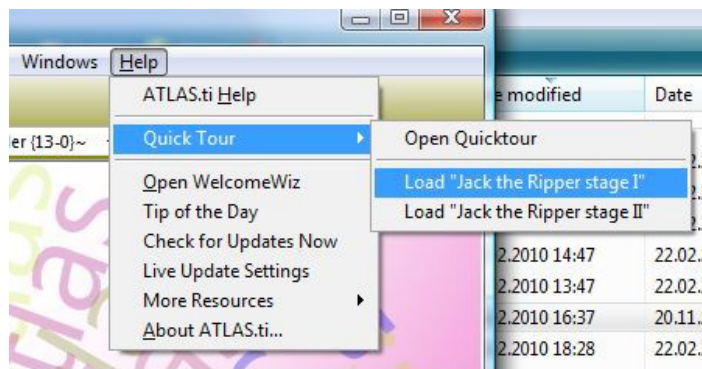 Windows Help
ATLAS.ti Help
e modified Date
Quick Tour
Open Quicktour
er {13-0}~
Load "Jack the Ripper stage I"
Open WelcomeWiz
Tip of the Day
Load "Jack the Ripper stage II"
Check for Updates Now
2.2010 14:47 22.02.
Live Update Settings
2.2010 13:47 22.02.
More Resources
2.2010 16:37 20.11.
About ATLAS.ti...
2.2010 18:28 22.02.